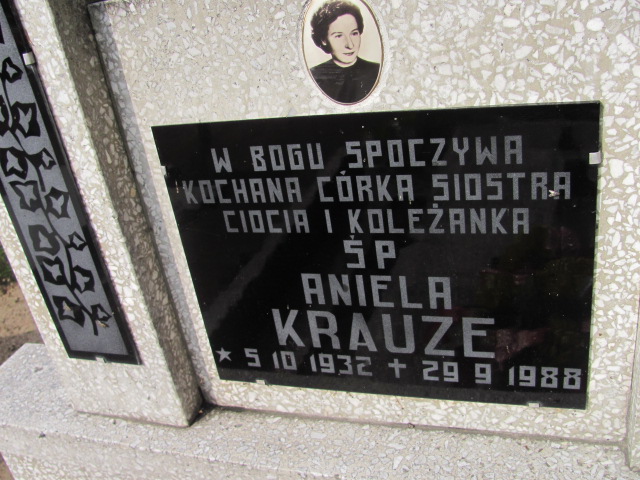 W BOGU SPOCZYWA
KOCHANA CÓRKA SIOSTRA
CIOCIA I KOLEŻANKA
ŚP
ANIELA
KRAUZE
* 5 10 1932 + 29 9 1988